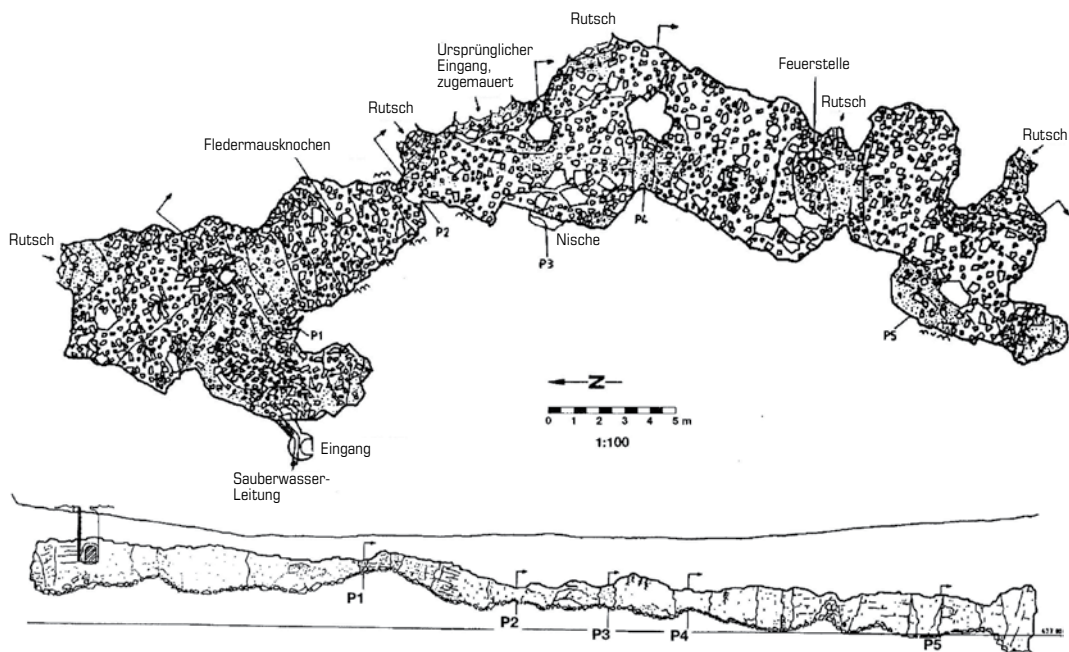 Rutsch
Ursprünglicher
Eingang,
zugemauert
Feuerstelle
Rutsch
Rutsch
Rutsch
Fledermausknochen
Rutsch
P2
P4
Nische
P3
P1
P5
N
0 1 2 3 4 5 m
1:100
Eingang
Sauberwasser-
Leitung
P1
P2
P3
P4
P5